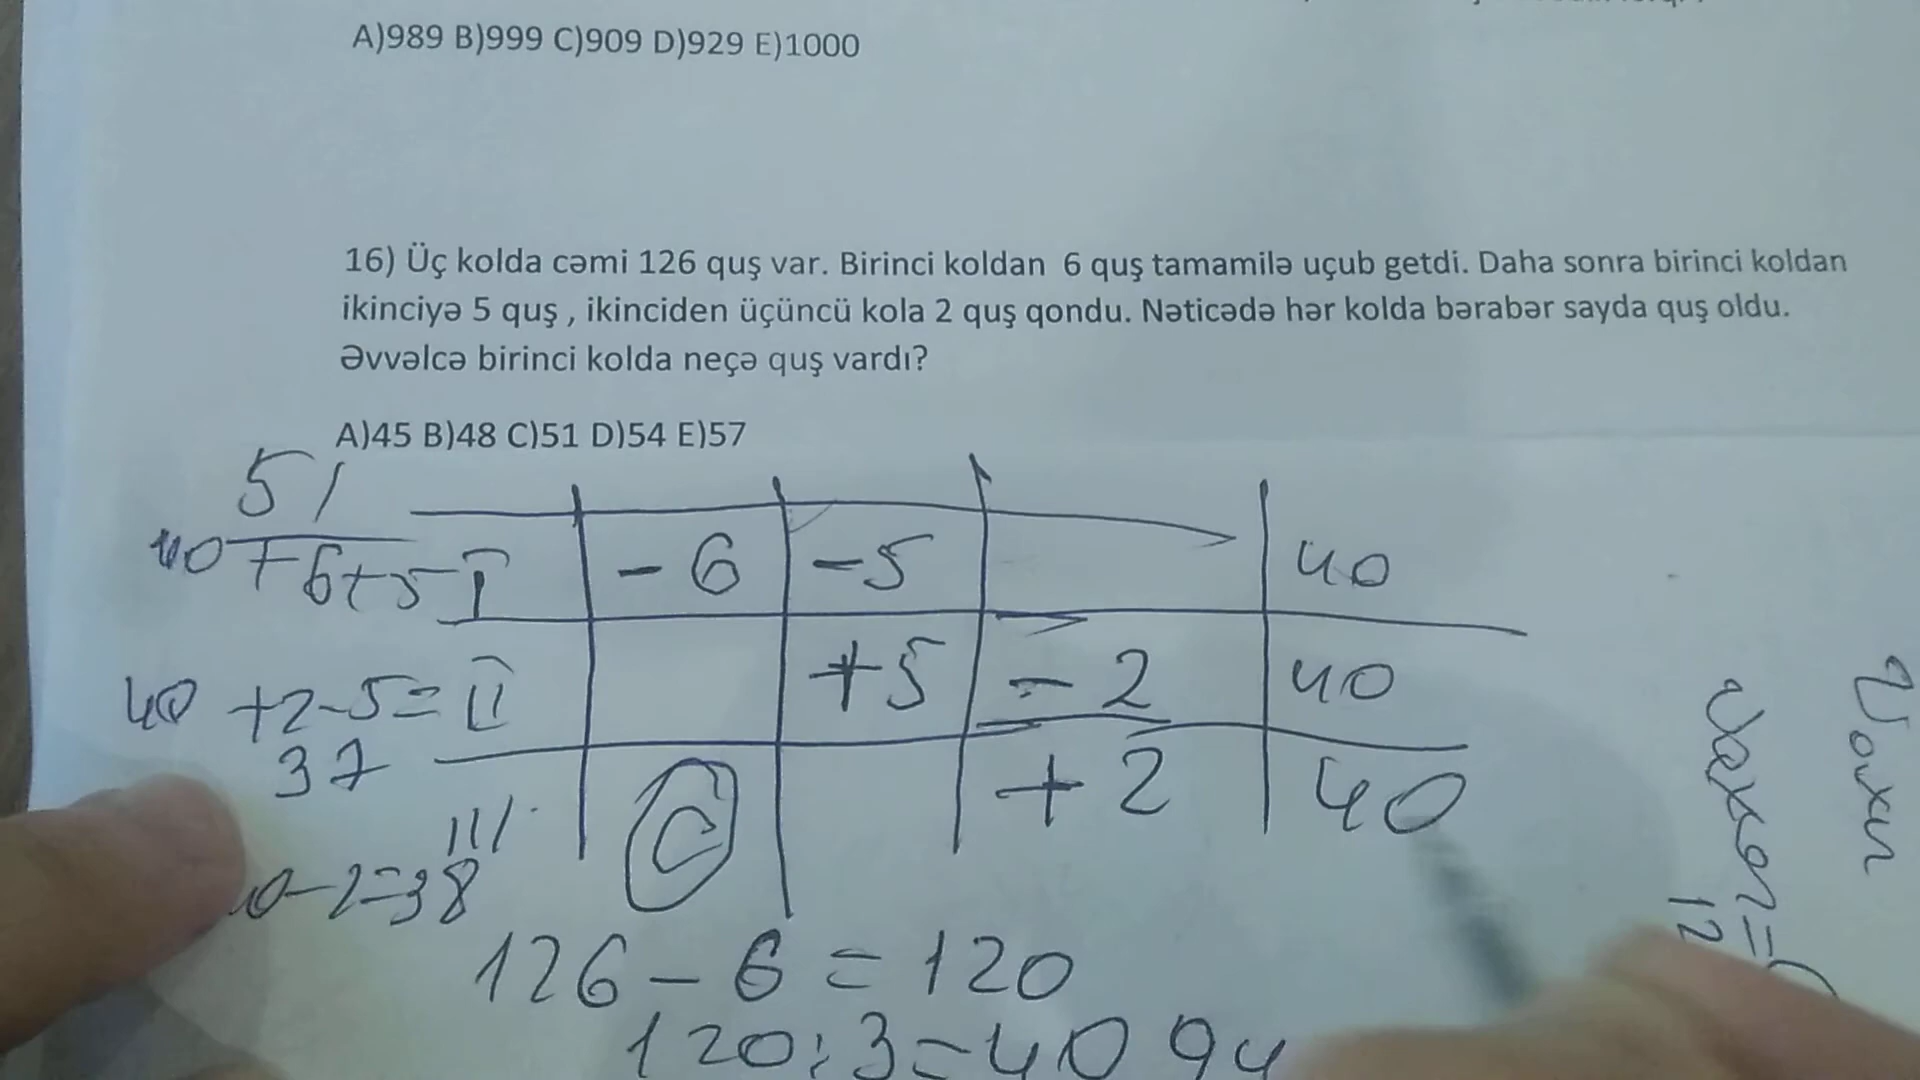 A)989 B)999 C)909 D)929 E)1000
16) Üç kolda cəmi 126 quş var. Birinci koldan 6 quş tamamilə uçub getdi. Daha sonra birinci koldan
ikinciyə 5 quş , ikinciden üçüncü kola 2 quş qondu. Nəticədə hər kolda bərabər sayda quş oldu.
Əvvəlcə birinci kolda neçə quş vardı?
A)45 B)48 C)51 D)54 E)57
51
40+6+5 I -6 -5 40
40 +2-5= II +5 -2 40
37
III +2 40
0-2=38
C
126-6=120
120:3=40
12